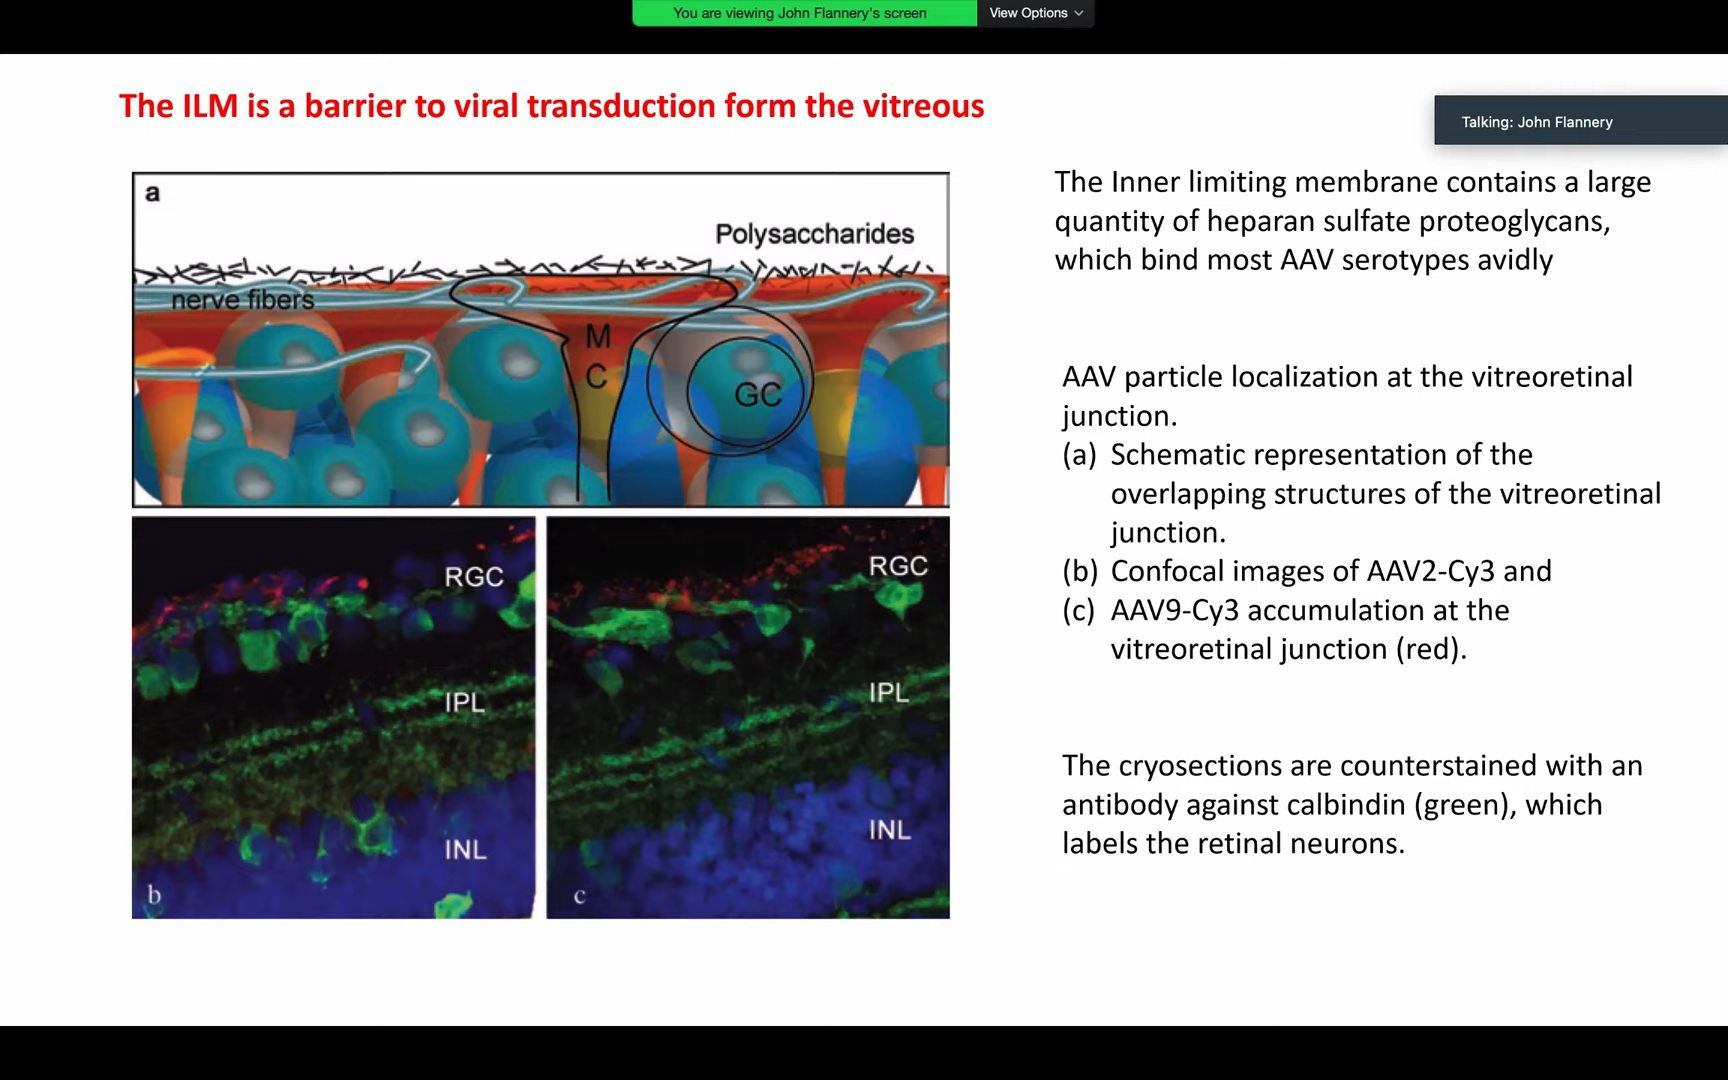 You are viewing John Flannery's screen
View Options
The ILM is a barrier to viral transduction form the vitreous
Talking: John Flannery
a
Polysaccharides
nerve fibers
M
C
GC
RGC
IPL
INL
b
RGC
IPL
INL
c
The Inner limiting membrane contains a large
quantity of heparan sulfate proteoglycans,
which bind most AAV serotypes avidly
AAV particle localization at the vitreoretinal
junction.
(a) Schematic representation of the
overlapping structures of the vitreoretinal
junction.
(b) Confocal images of AAV2-Cy3 and
(c) AAV9-Cy3 accumulation at the
vitreoretinal junction (red).
The cryosections are counterstained with an
antibody against calbindin (green), which
labels the retinal neurons.